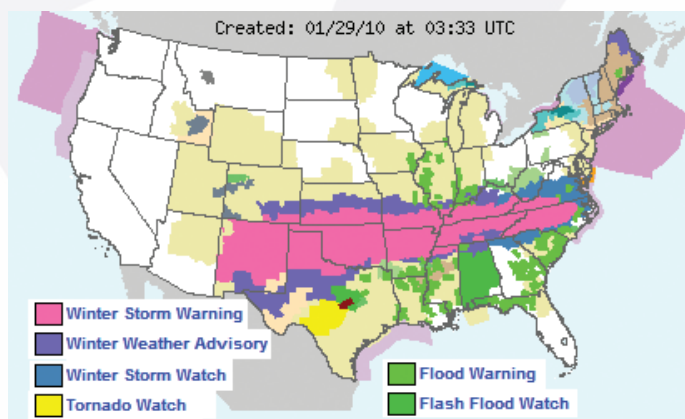 Created: 01/29/10 at 03:33 UTC
Winter Storm Warning
Winter Weather Advisory
Winter Storm Watch
Tornado Watch
Flood Warning
Flash Flood Watch